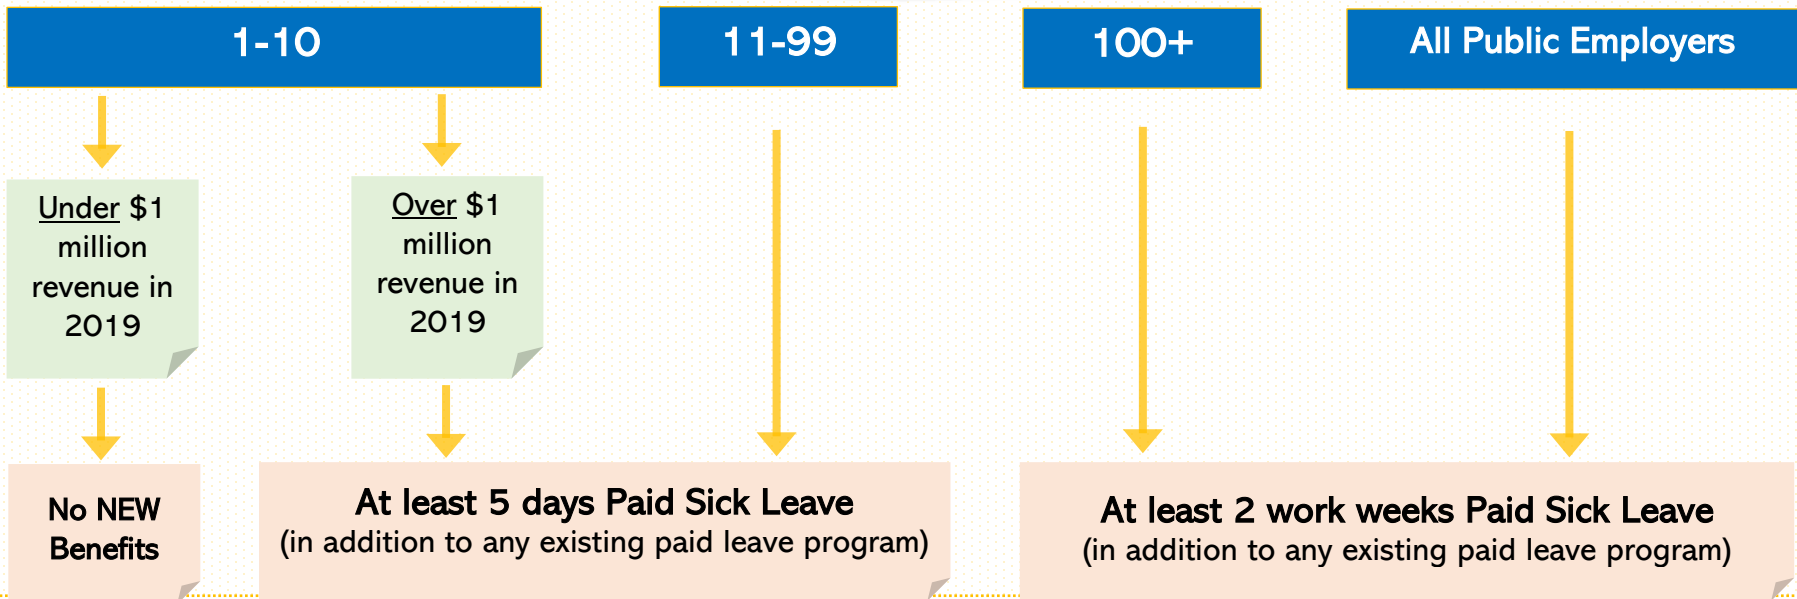 1-10
11-99
100+
All Public Employers
Under $1
million
revenue in
2019
Over $1
million
revenue in
2019
No NEW
Benefits
At least 5 days Paid Sick Leave
(in addition to any existing paid leave program)
At least 2 work weeks Paid Sick Leave
(in addition to any existing paid leave program)